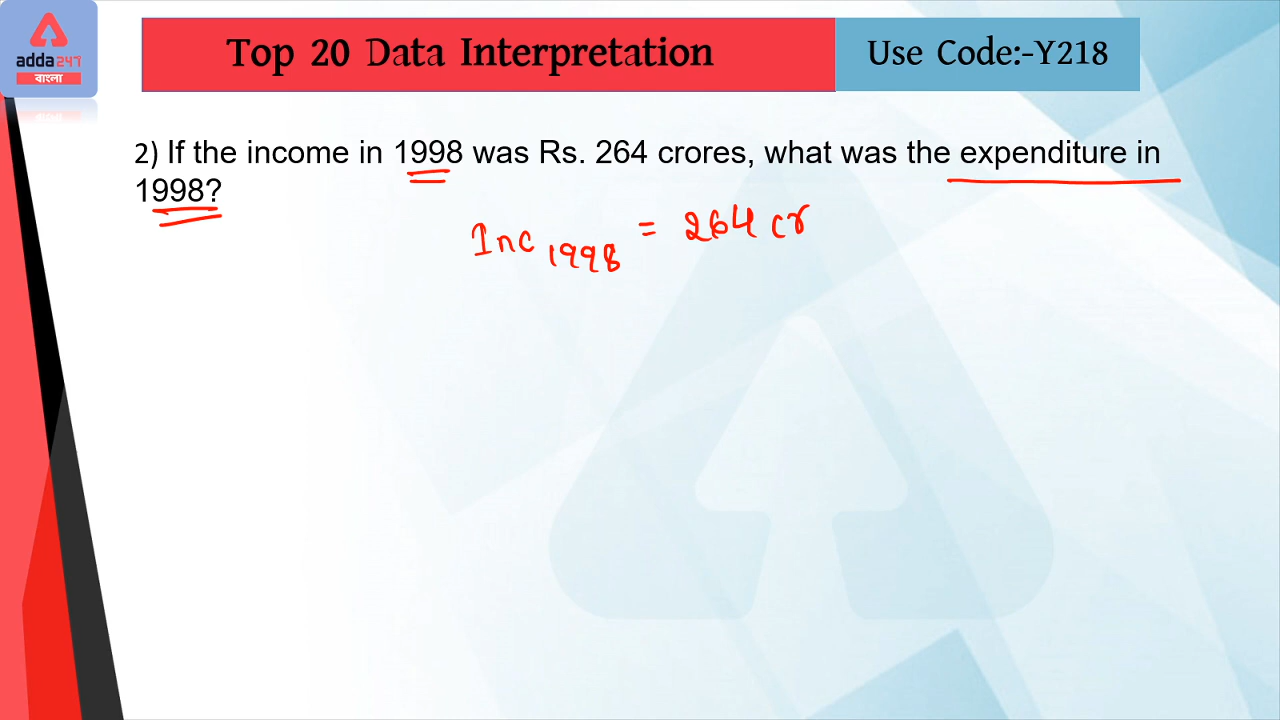 adda247
বাংলা
Top 20 Data Interpretation
Use Code:-Y218
2) If the income in 1998 was Rs. 264 crores, what was the expenditure in
1998?
Inc 1998 = 264 cr